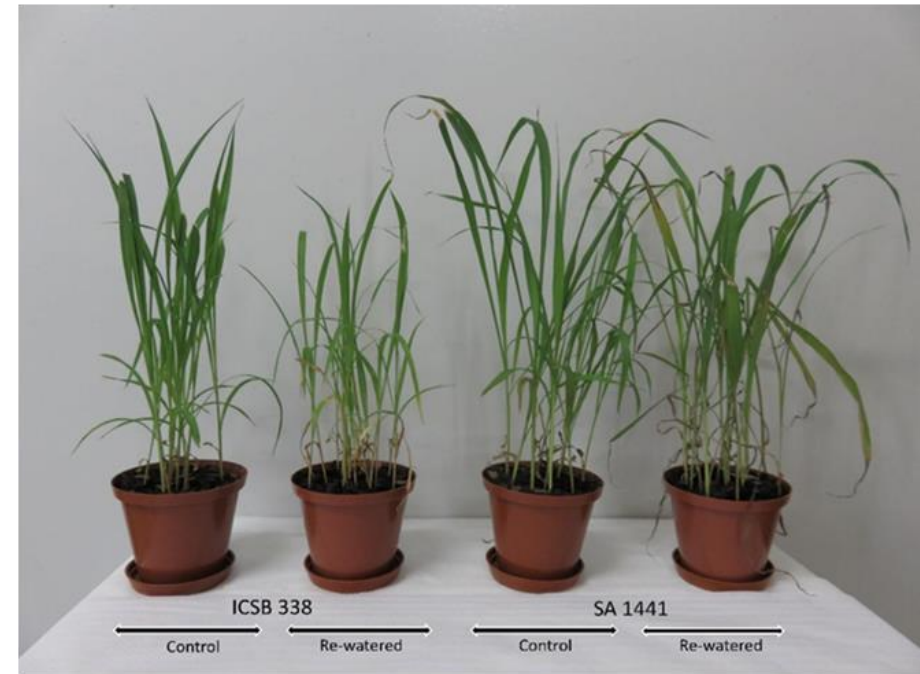 ICSB 338
SA 1441
Control
Re-watered
Control
Re-watered